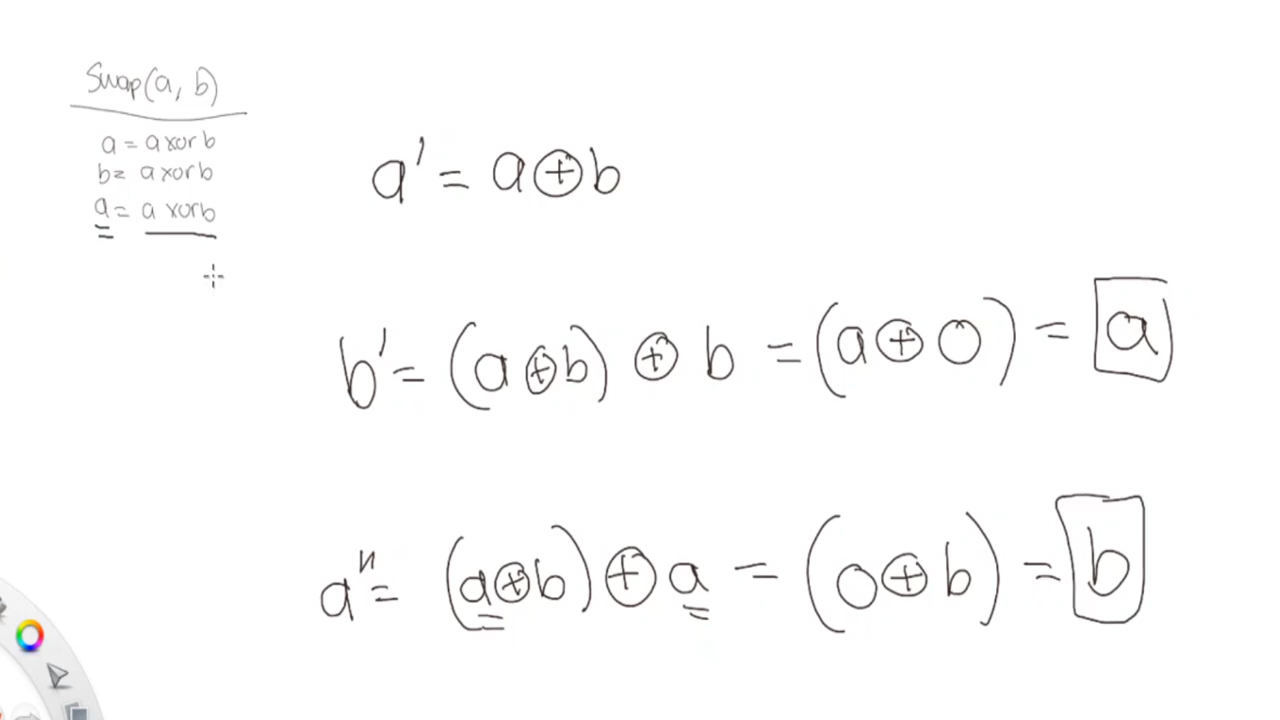 Swap(a, b)
a = a xor b
b = a xor b
a = a xor b
a' = a ⊕ b
b' = (a ⊕ b) ⊕ b = (a ⊕ 0) = a
a" = (a ⊕ b) ⊕ a = (0 ⊕ b) = b